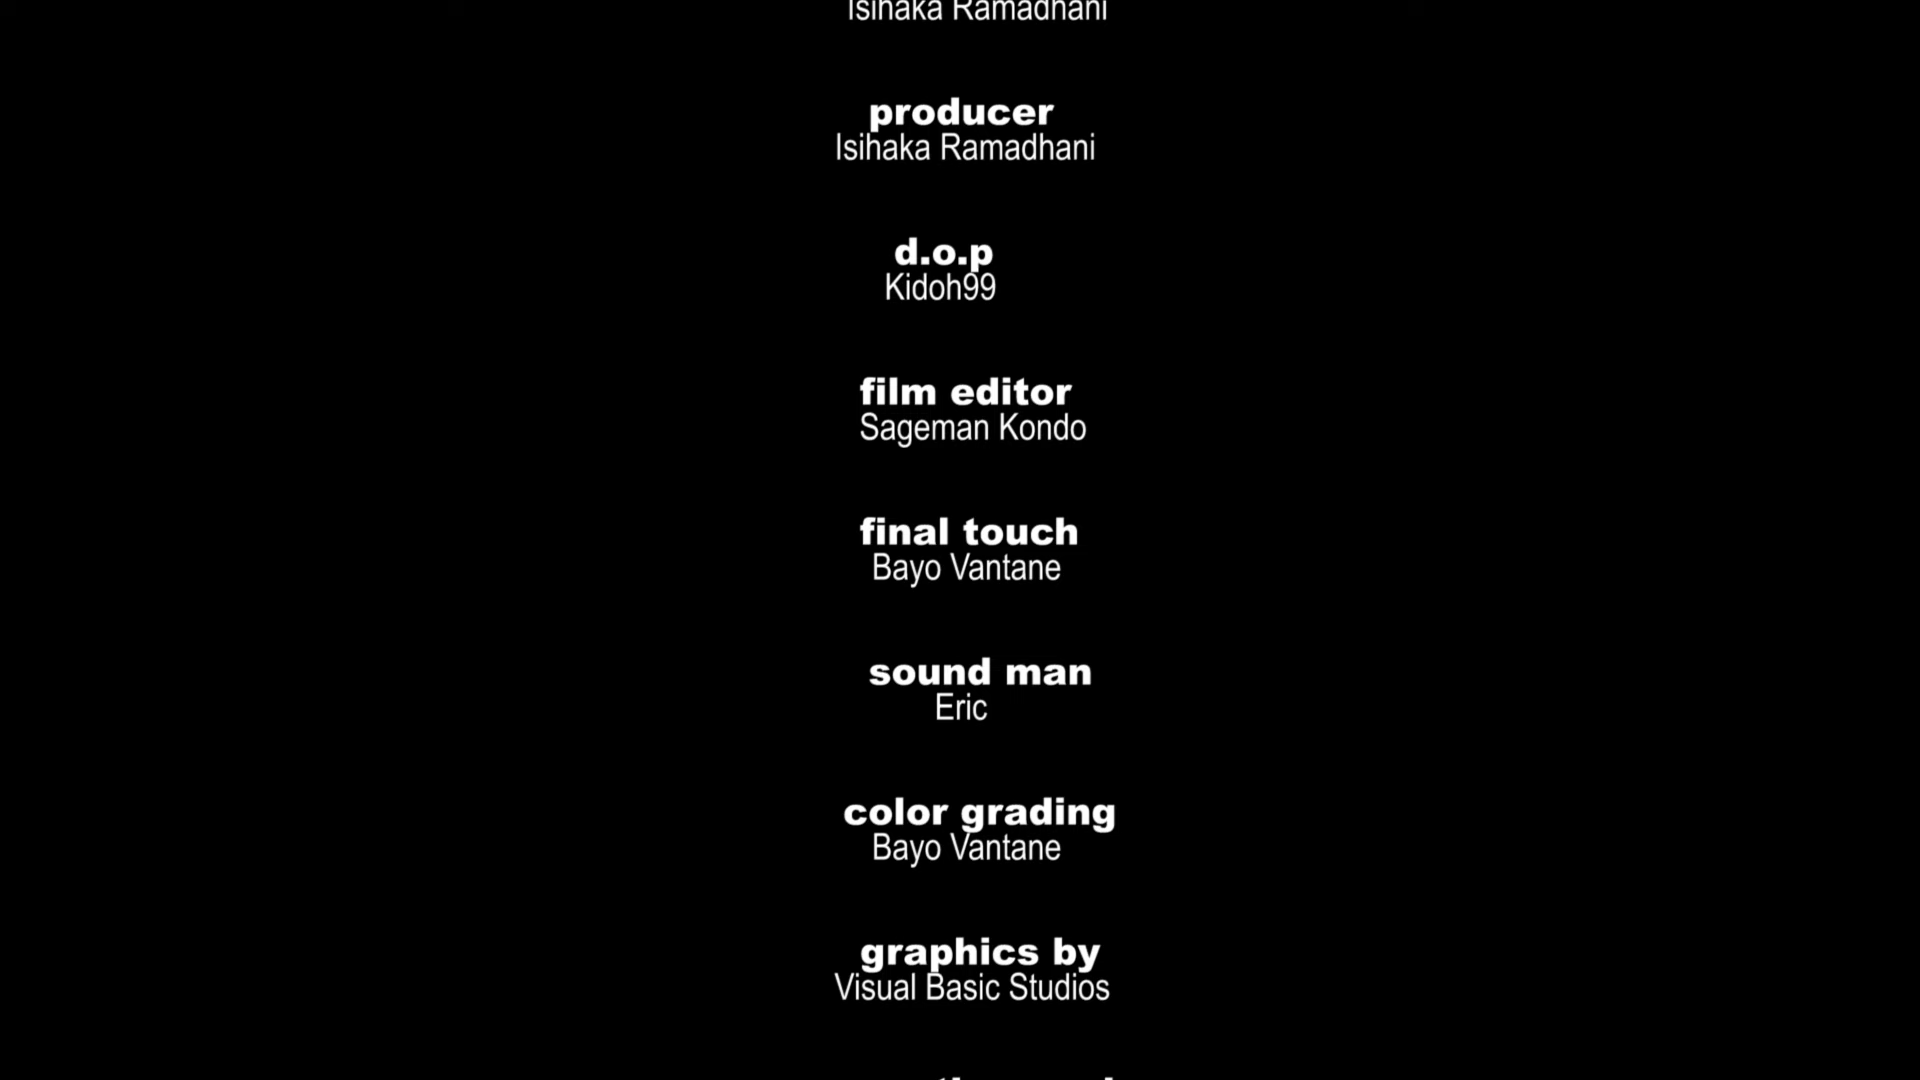 Isihaka Ramadhani
producer
Isihaka Ramadhani
d.o.p
Kidoh99
film editor
Sageman Kondo
final touch
Bayo Vantane
sound man
Eric
color grading
Bayo Vantane
graphics by
Visual Basic Studios